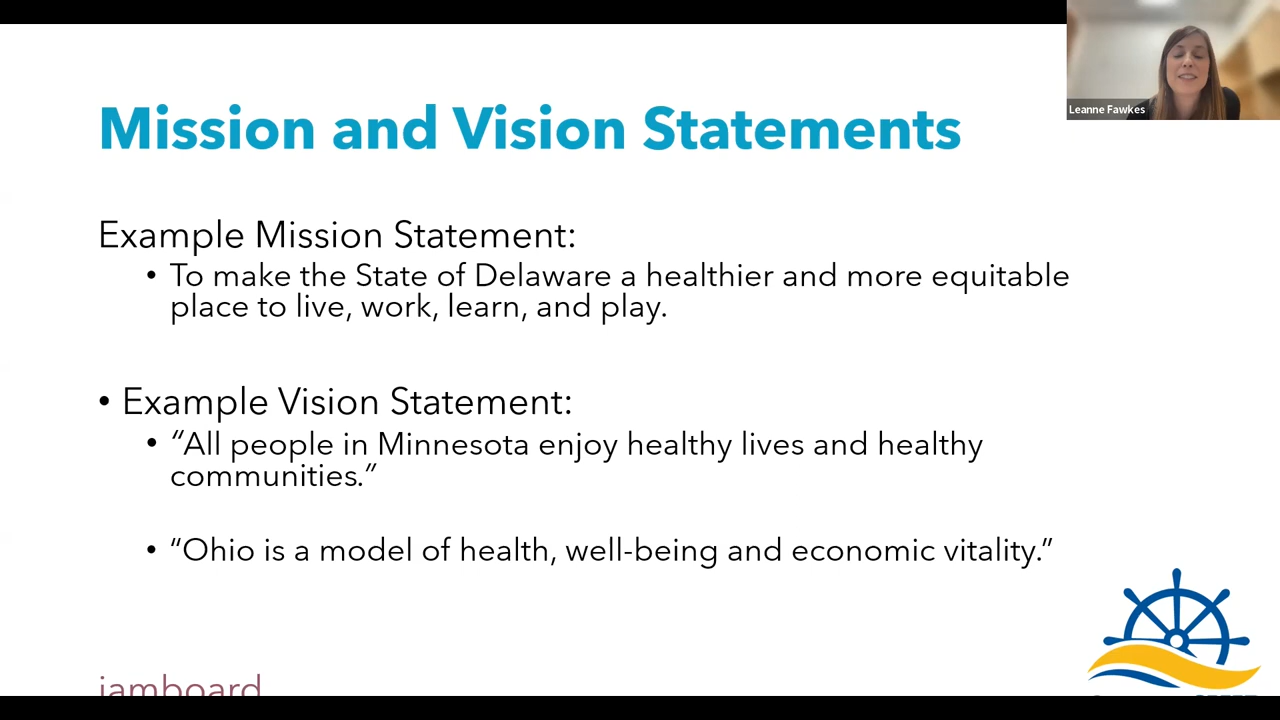 Leanne Fawkes
Mission and Vision Statements
Example Mission Statement:
• To make the State of Delaware a healthier and more equitable
place to live, work, learn, and play.
• Example Vision Statement:
• “All people in Minnesota enjoy healthy lives and healthy
communities.”
• “Ohio is a model of health, well-being and economic vitality.”
jamboard